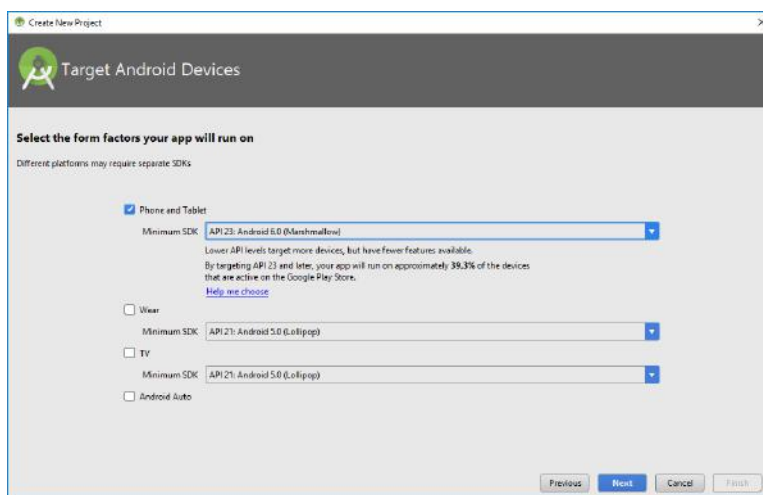 Create New Project
Target Android Devices
Select the form factors your app will run on
Different platforms may require separate SDKs
Phone and Tablet
Minimum SDK API 23: Android 6.0 (Marshmallow)
Lower API levels target more devices, but have fewer features available.
By targeting API 23 and later, your app will run on approximately 39.3% of the devices
that are active on the Google Play Store.
Help me choose
Wear
Minimum SDK API 21: Android 5.0 (Lollipop)
TV
Minimum SDK API 21: Android 5.0 (Lollipop)
Android Auto
Previous Next Cancel Finish